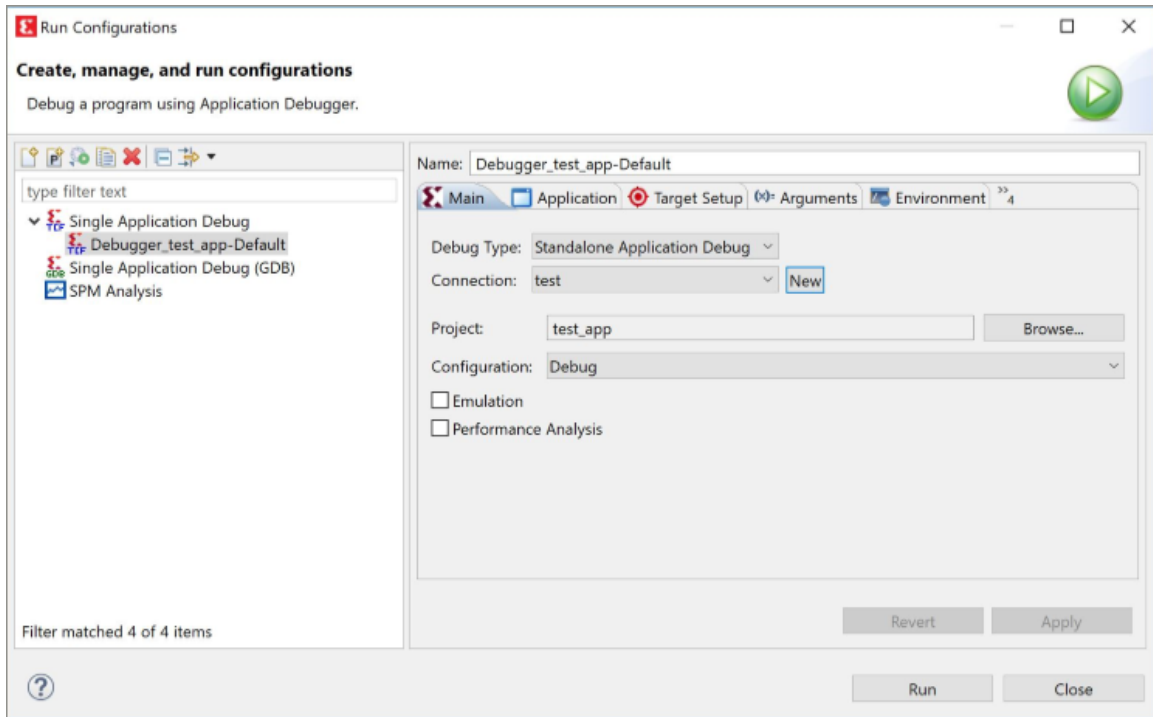 Run Configurations
Create, manage, and run configurations
Debug a program using Application Debugger.
type filter text
Single Application Debug
Debugger_test_app-Default
Single Application Debug (GDB)
SPM Analysis
Filter matched 4 of 4 items
Name: Debugger_test_app-Default
Main Application Target Setup (x)= Arguments Environment »4
Debug Type: Standalone Application Debug
Connection: test New
Project: test_app Browse...
Configuration: Debug
Emulation
Performance Analysis
Revert Apply
? Run Close